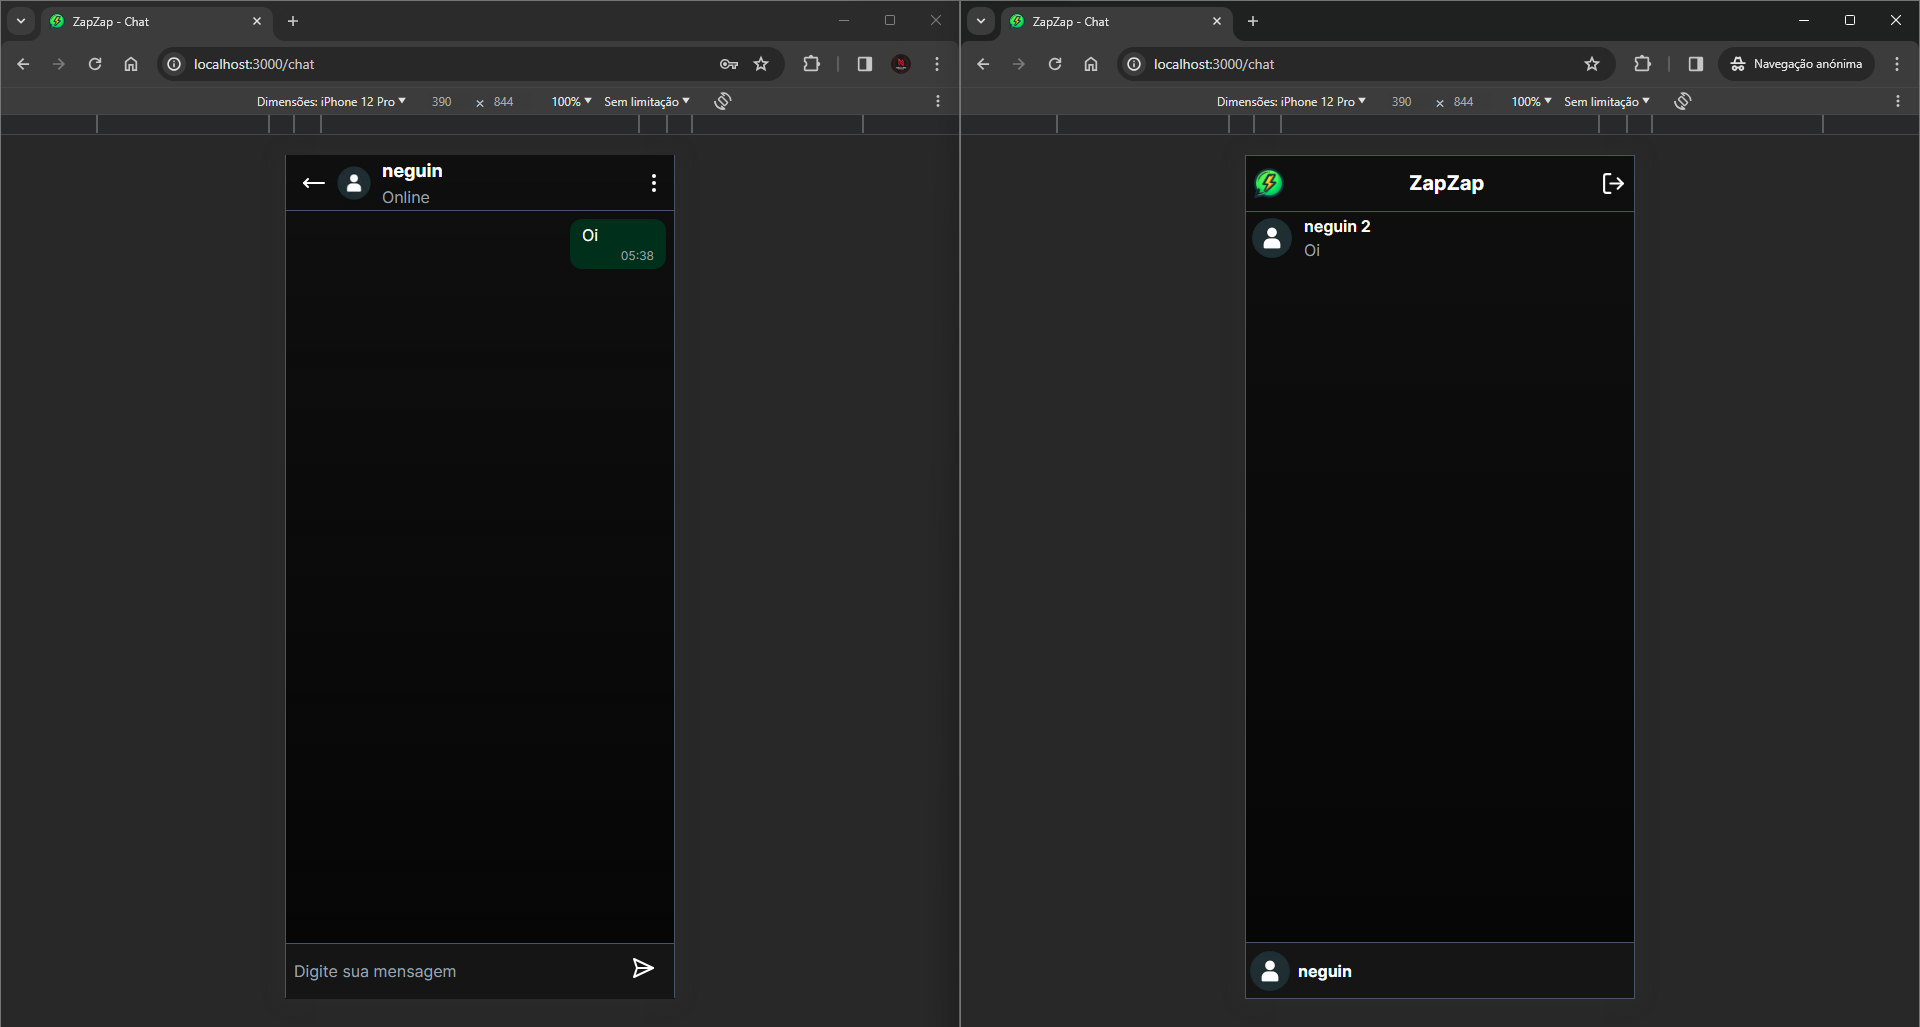 ZapZap - Chat
localhost:3000/chat
Dimensões: iPhone 12 Pro 390 × 844 100% Sem limitação
neguin
Online
Oi
05:38
Digite sua mensagem
ZapZap - Chat
localhost:3000/chat
Navegação anónima
Dimensões: iPhone 12 Pro 390 × 844 100% Sem limitação
ZapZap
neguin 2
Oi
neguin